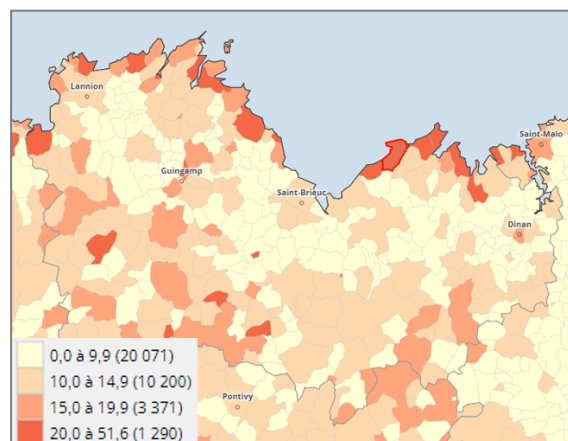 Lannion
Saint-Malo
Guingamp
Saint-Brieuc
Dinan
0,0 à 9,9 (20 071)
10,0 à 14,9 (10 200)
15,0 à 19,9 (3 371)
Pontivy
20,0 à 51,6 (1 290)